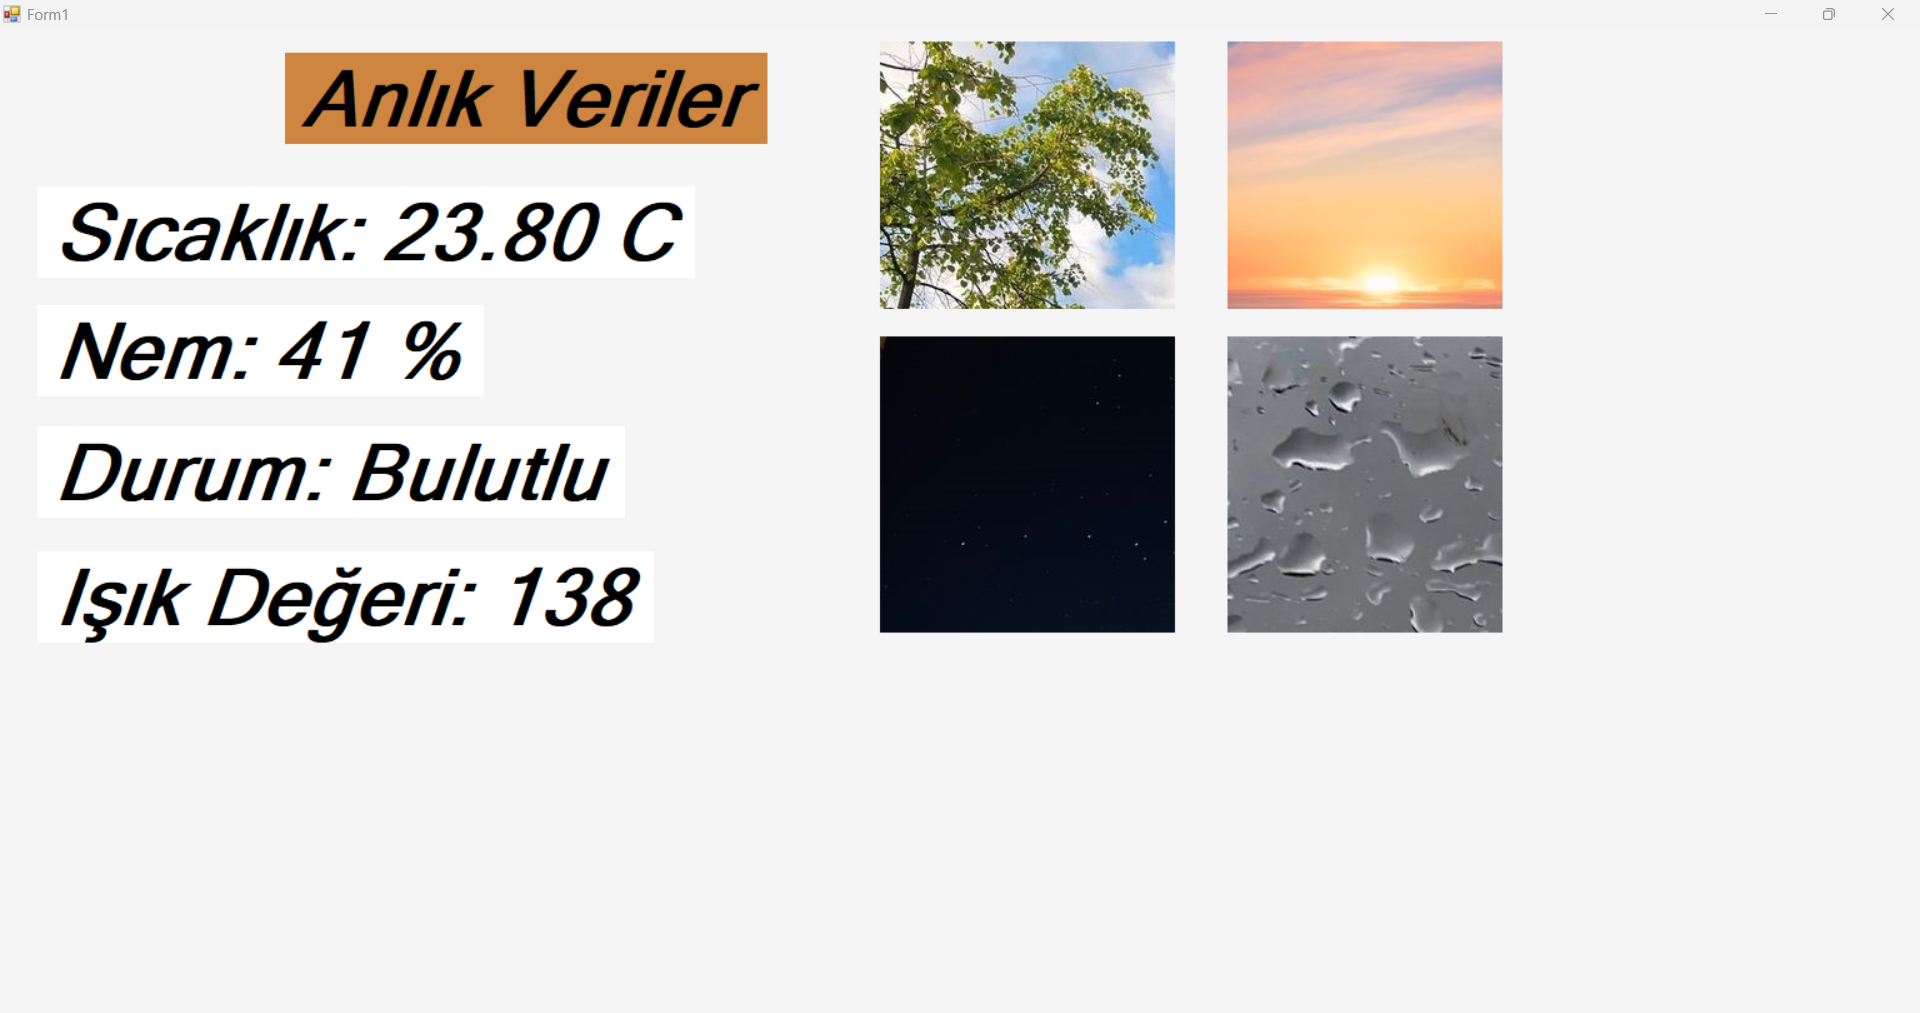 Form1
Anlık Veriler
Sıcaklık: 23.80 C
Nem: 41 %
Durum: Bulutlu
Işık Değeri: 138